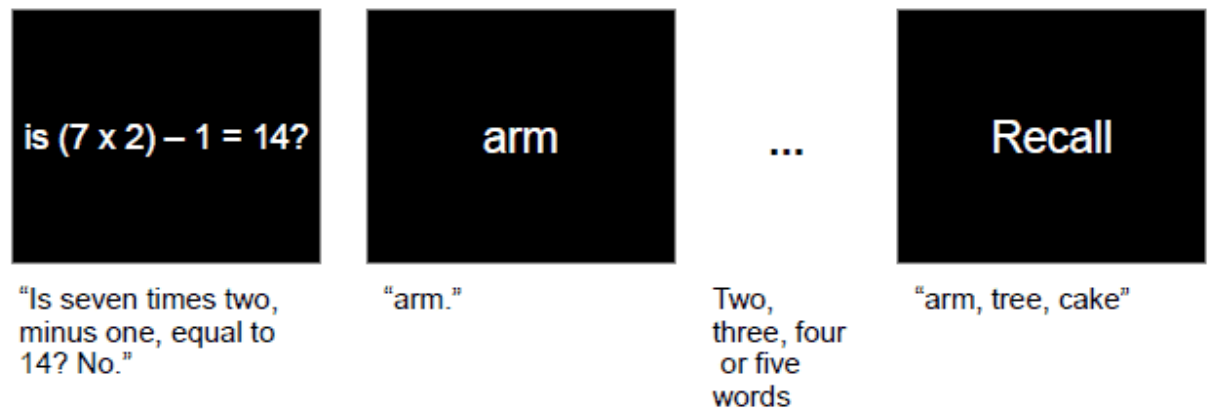 is (7 x 2) – 1 = 14?
arm
...
Recall
“Is seven times two,
minus one, equal to
14? No.”
“arm.”
Two,
three, four
or five
words
“arm, tree, cake”